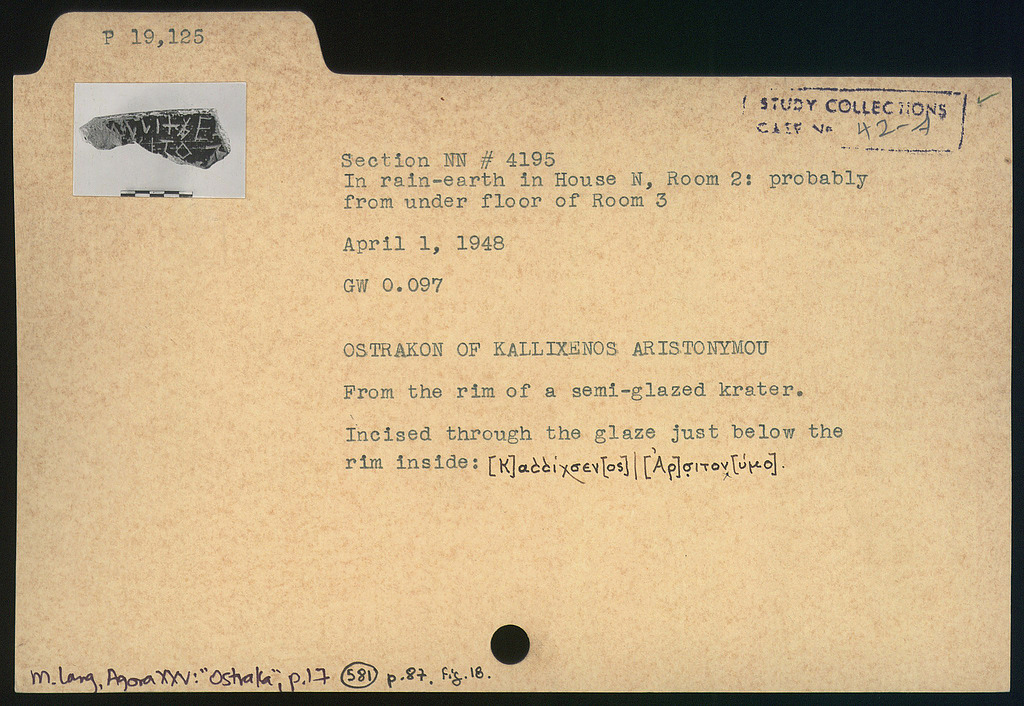 P 19,125
STUDY COLLECTIONS
CASE No 42-A
Section NN # 4195
In rain-earth in House N, Room 2: probably
from under floor of Room 3
April 1, 1948
GW 0.097
OSTRAKON OF KALLIXENOS ARISTONYMOU
From the rim of a semi-glazed krater.
Incised through the glaze just below the
rim inside: [Κ]αλλίχσεν[ος]|[Ἀρ]σιτον[ύμο].
M. Lang, Agora XXV: "Ostraka", p.17 581 p.87. Fig.18.